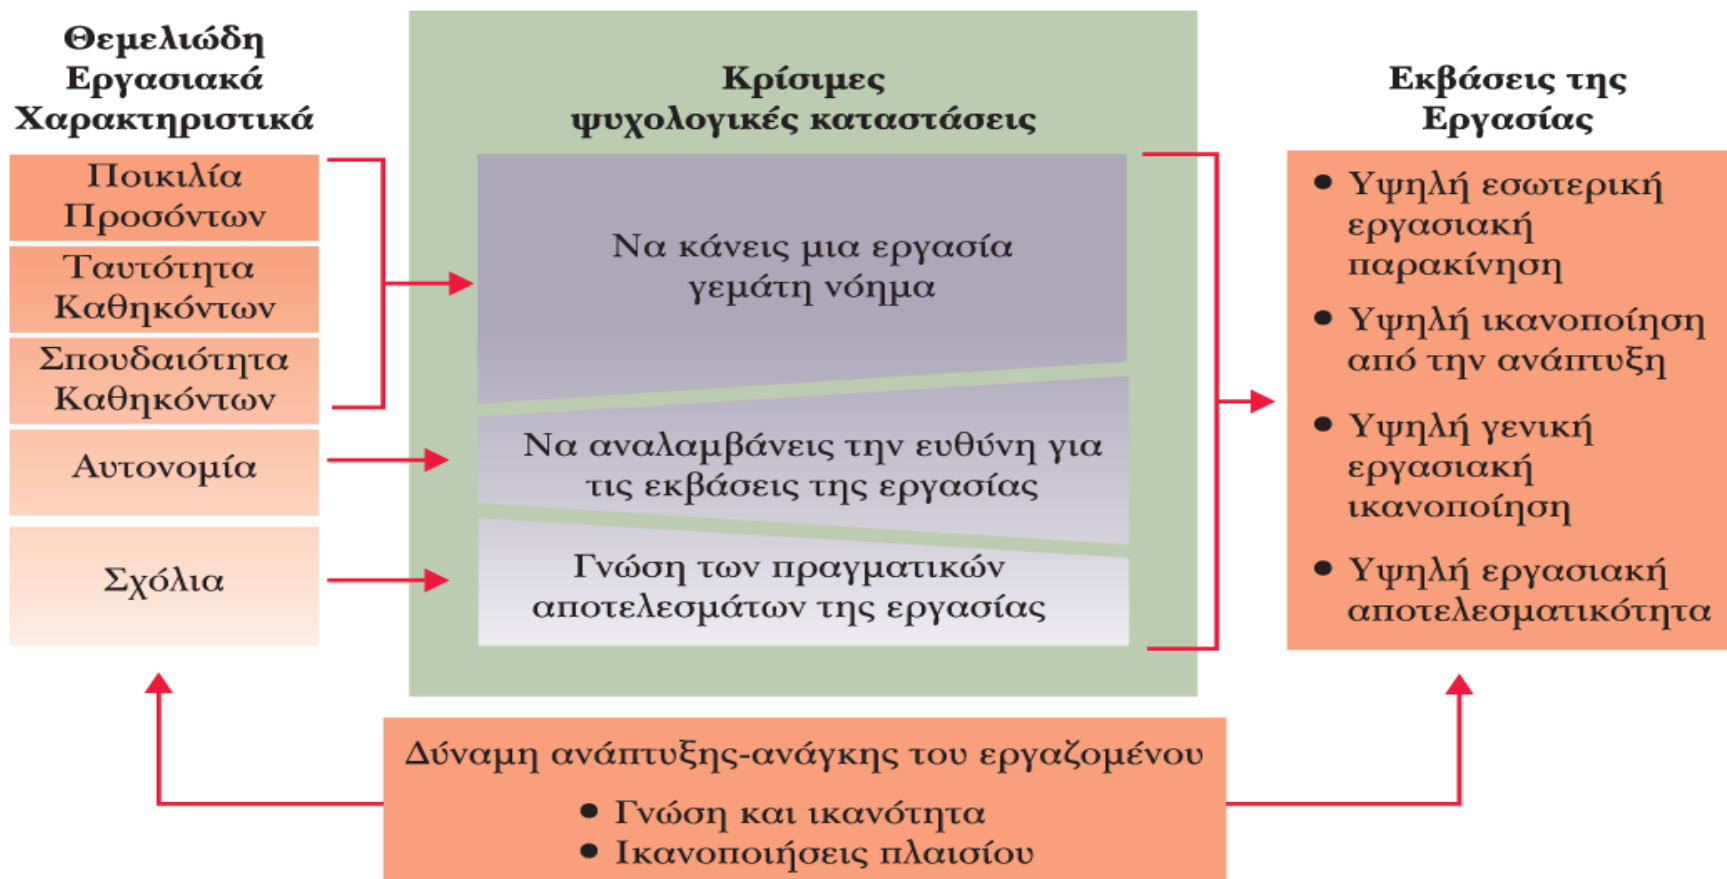 Θεμελιώδη
Εργασιακά
Χαρακτηριστικά
Ποικιλία
Προσόντων
Ταυτότητα
Καθηκόντων
Σπουδαιότητα
Καθηκόντων
Αυτονομία
Σχόλια
Κρίσιμες
ψυχολογικές καταστάσεις
Να κάνεις μια εργασία
γεμάτη νόημα
Να αναλαμβάνεις την ευθύνη για
τις εκβάσεις της εργασίας
Γνώση των πραγματικών
αποτελεσμάτων της εργασίας
Εκβάσεις της
Εργασίας
• Υψηλή εσωτερική
εργασιακή
παρακίνηση
• Υψηλή ικανοποίηση
από την ανάπτυξη
• Υψηλή γενική
εργασιακή
ικανοποίηση
• Υψηλή εργασιακή
αποτελεσματικότητα
Δύναμη ανάπτυξης-ανάγκης του εργαζομένου
• Γνώση και ικανότητα
• Ικανοποιήσεις πλαισίου